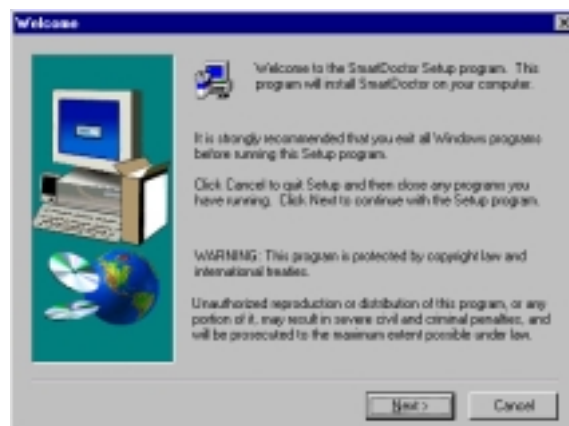 Welcome
Welcome to the SmartDoctor Setup program. This
program will install SmartDoctor on your computer.
It is strongly recommended that you exit all Windows programs
before running this Setup program.
Click Cancel to quit Setup and then close any programs you
have running. Click Next to continue with the Setup program.
WARNING: This program is protected by copyright law and
international treaties.
Unauthorized reproduction or distribution of this program, or any
portion of it, may result in severe civil and criminal penalties, and
will be prosecuted to the maximum extent possible under law.
Next >
Cancel